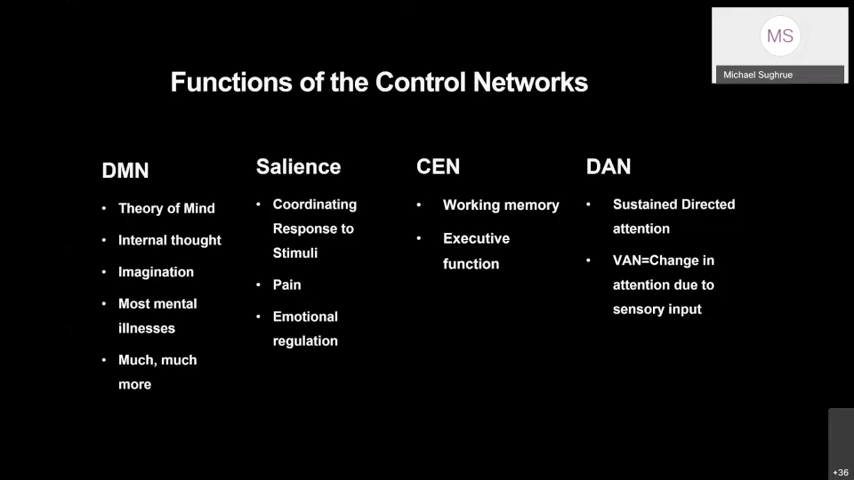 MS
Michael Sughrue
Functions of the Control Networks
DMN
• Theory of Mind
• Internal thought
• Imagination
• Most mental
illnesses
• Much, much
more
Salience
• Coordinating
Response to
Stimuli
• Pain
• Emotional
regulation
CEN
• Working memory
• Executive
function
DAN
• Sustained Directed
attention
• VAN=Change in
attention due to
sensory input
+36